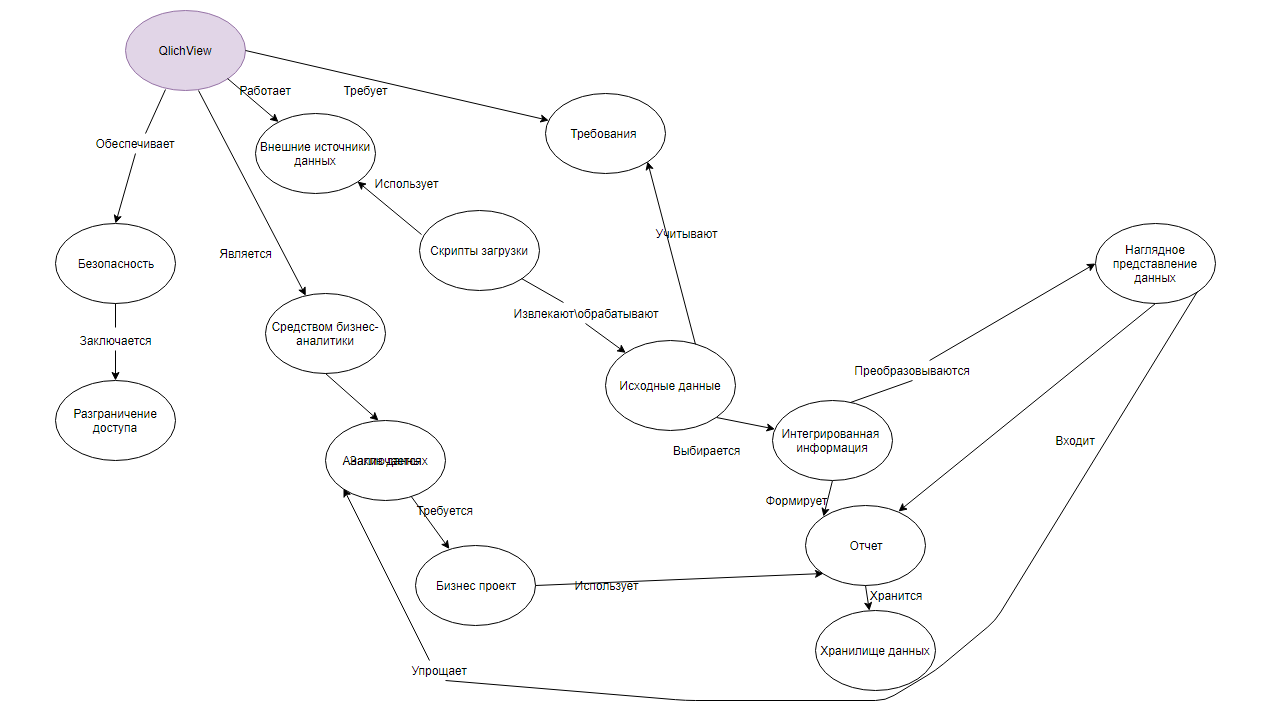 QlichView
Работает
Требует
Требования
Обеспечивает
Внешние источники
данных
Использует
Учитывают
Является
Скрипты загрузки
Безопасность
Наглядное
представление
данных
Извлекают\обрабатывают
Средством бизнес-
аналитики
Заключается
Исходные данные
Преобразовываются
Разграничение
доступа
Интегрированная
информация
Выбирается
Входит
данных
Формирует
Требуется
Отчет
Бизнес проект
Использует
Хранится
Хранилище данных
Упрощает